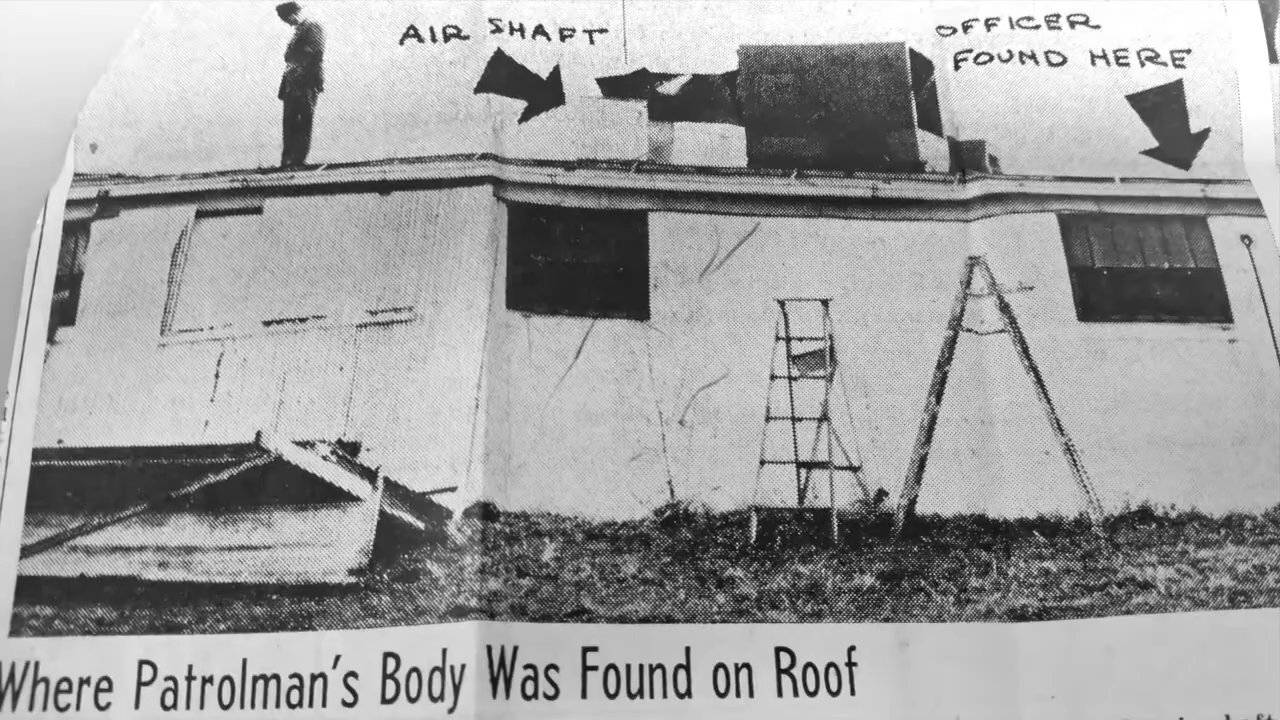 AIR SHAFT
OFFICER
FOUND HERE
Where Patrolman's Body Was Found on Roof